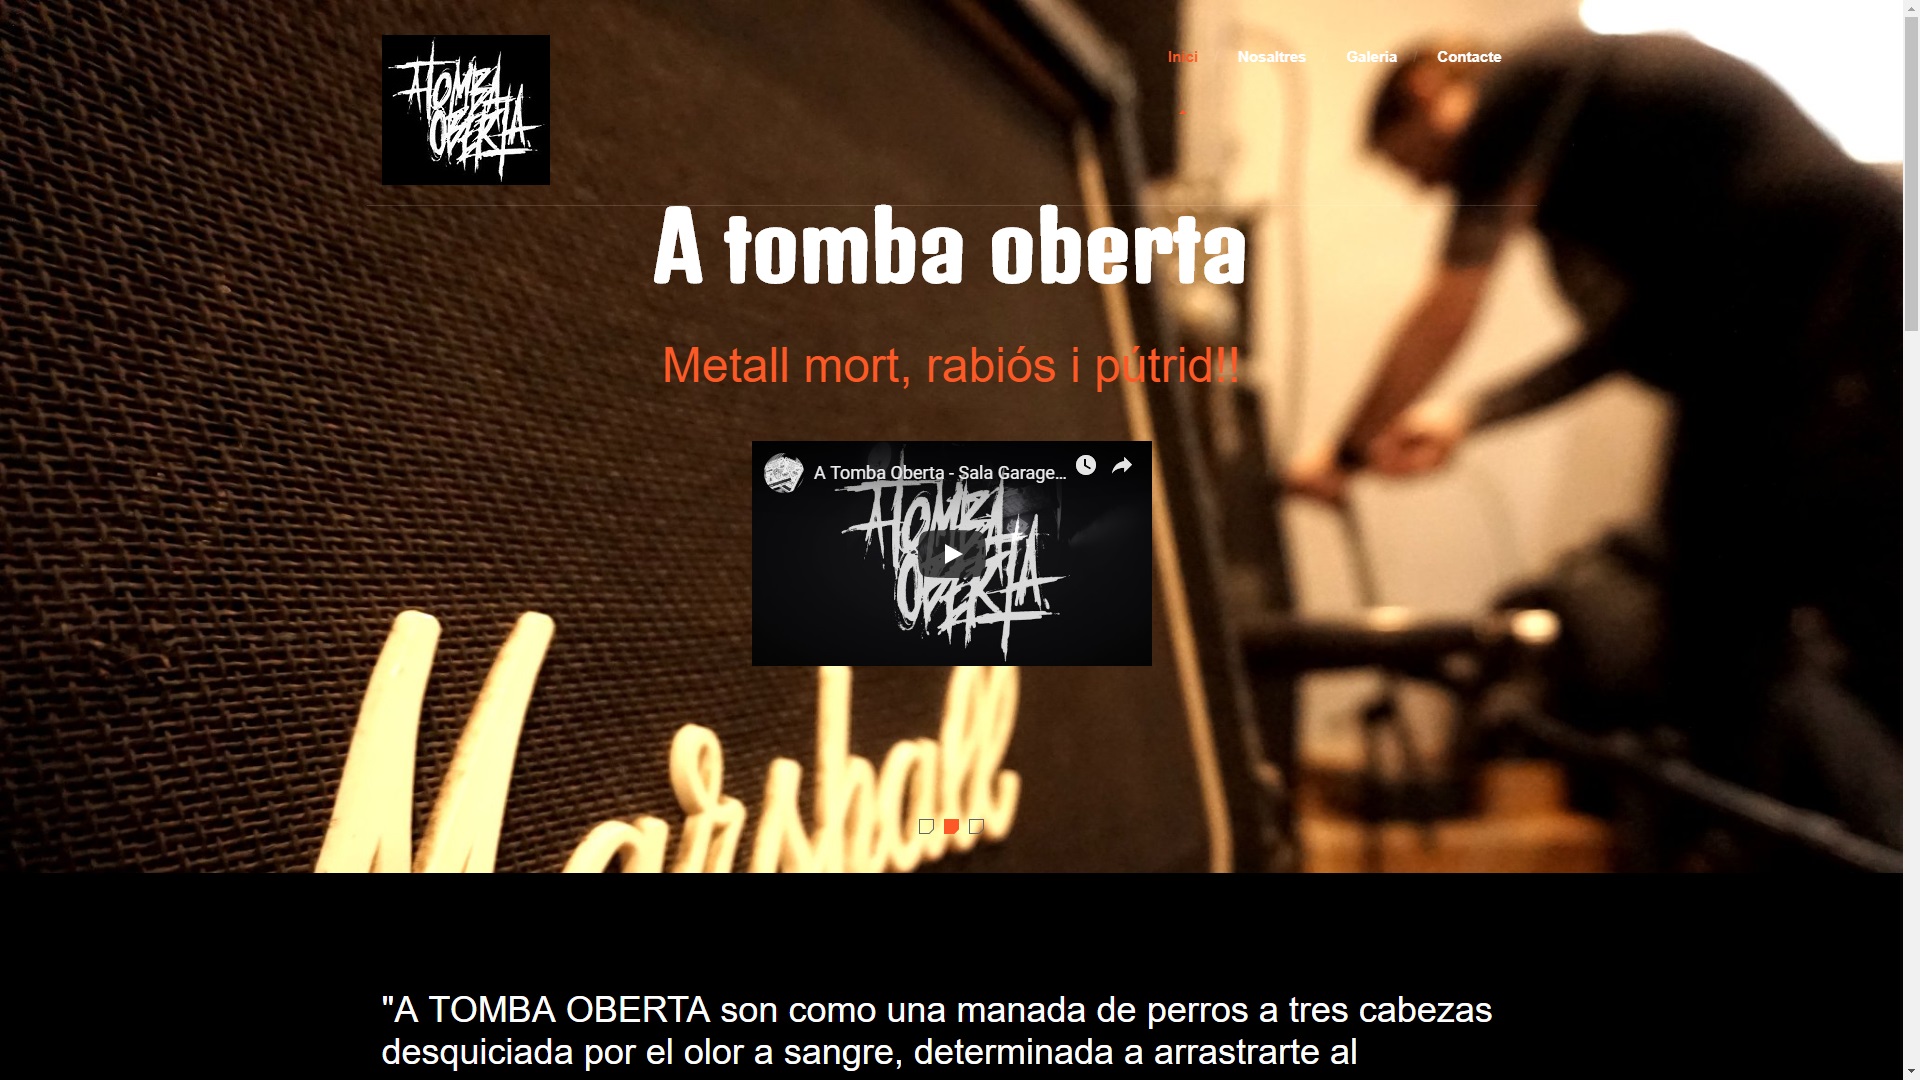 A TOMBA
OBERTA
Inici
Nosaltres
Galeria
Contacte
A tomba oberta
Metall mort, rabiós i pútrid!!
A Tomba Oberta - Sala Garage...
A TOMBA
OBERTA.
Marshall
"A TOMBA OBERTA son como una manada de perros a tres cabezas
desquiciada por el olor a sangre, determinada a arrastrarte al